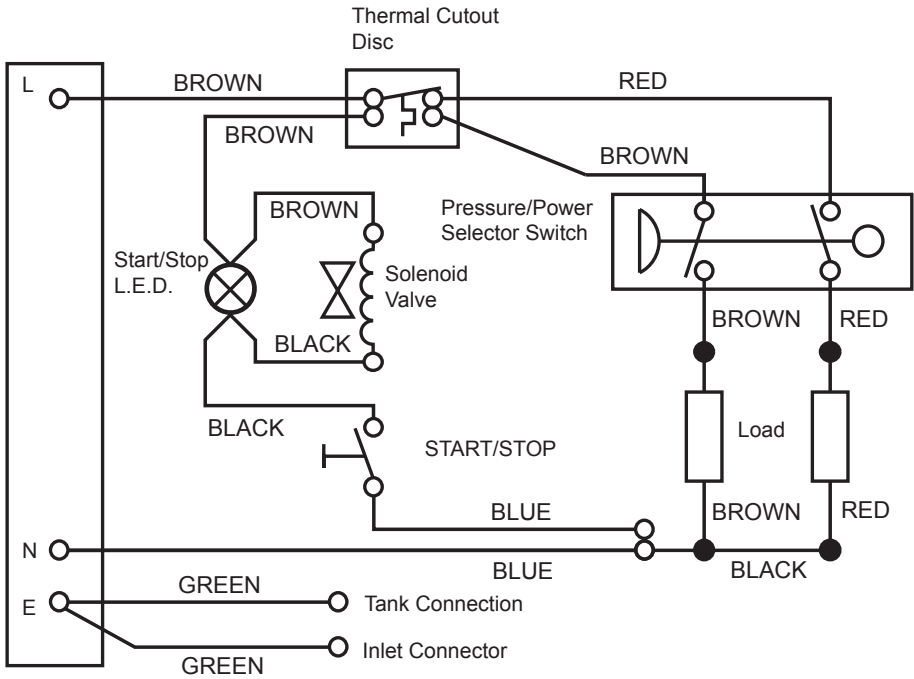 Thermal Cutout
Disc
L
BROWN
RED
BROWN
BROWN
BROWN
Pressure/Power
Selector Switch
Start/Stop
L.E.D.
Solenoid
Valve
BROWN
RED
BLACK
BLACK
START/STOP
Load
BLUE
BROWN
RED
N
BLUE
BLACK
GREEN
E
Tank Connection
Inlet Connector
GREEN